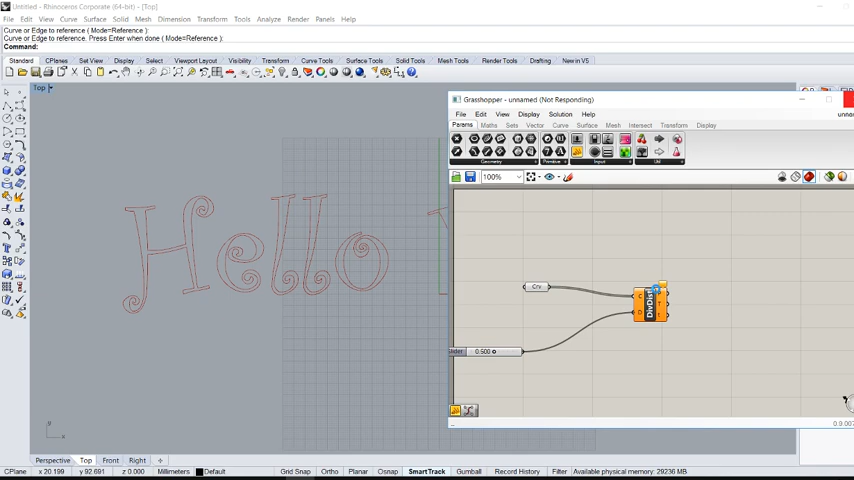 Untitled - Rhinoceros Corporate (64-bit) - [Top]
File Edit View Curve Surface Solid Mesh Dimension Transform Tools Analyze Render Panels Help
Curve or Edge to reference ( Mode=Reference ):
Curve or Edge to reference. Press Enter when done ( Mode=Reference ):
Command:
Standard CPlanes Set View Display Select Viewport Layout Visibility Transform Curve Tools Surface Tools Solid Tools Mesh Tools Render Tools Drafting New in V5
Top
Grasshopper - unnamed (Not Responding)
File Edit View Display Solution Help
Params Maths Sets Vector Curve Surface Mesh Intersect Transform Display
Geometry Primitive Input Util
100%
Hello
Crv
C
D
DivDist
T
t
Slider 0.500
0.9.007
y
x
Perspective Top Front Right
CPlane x 20.199 y 92.691 z 0.000 Millimeters Default Grid Snap Ortho Planar Osnap SmartTrack Gumball Record History Filter Available physical memory: 29236 MB